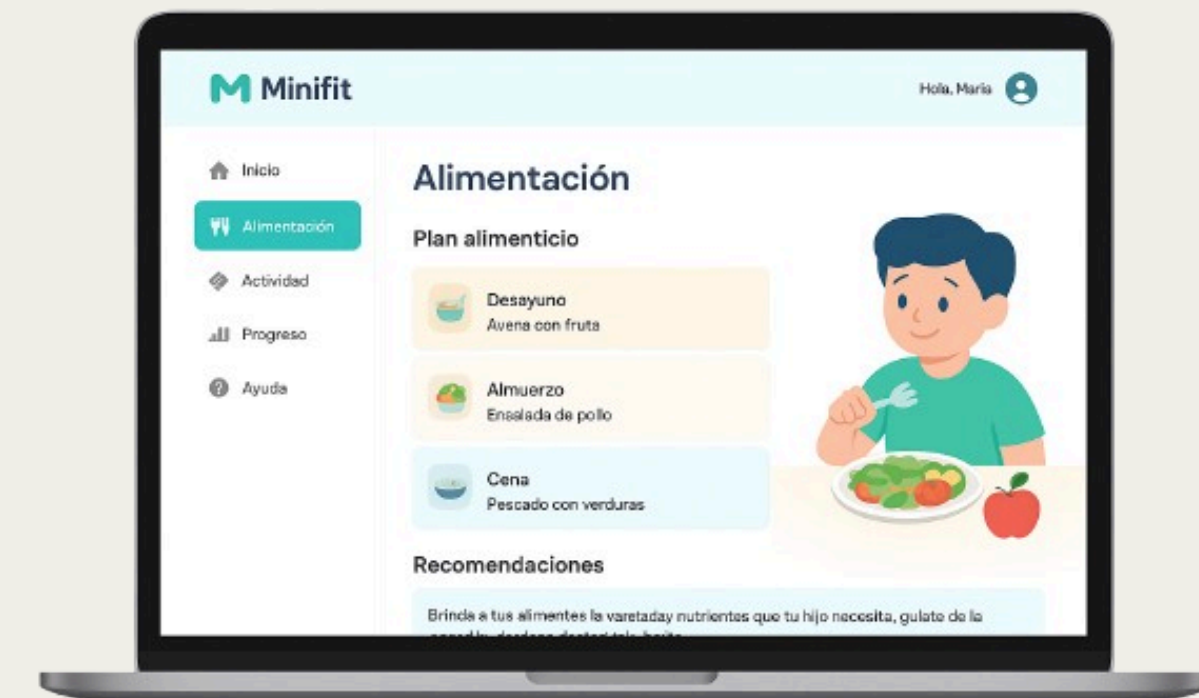 Minifit
Hola, Maria
Inicio
Alimentación
Actividad
Progreso
Ayuda
Alimentación
Plan alimenticio
Desayuno
Avena con fruta
Almuerzo
Ensalada de pollo
Cena
Pescado con verduras
Recomendaciones
Brinda a tus alimentes la varetaday nutrientes que tu hijo necesita, gulate de la